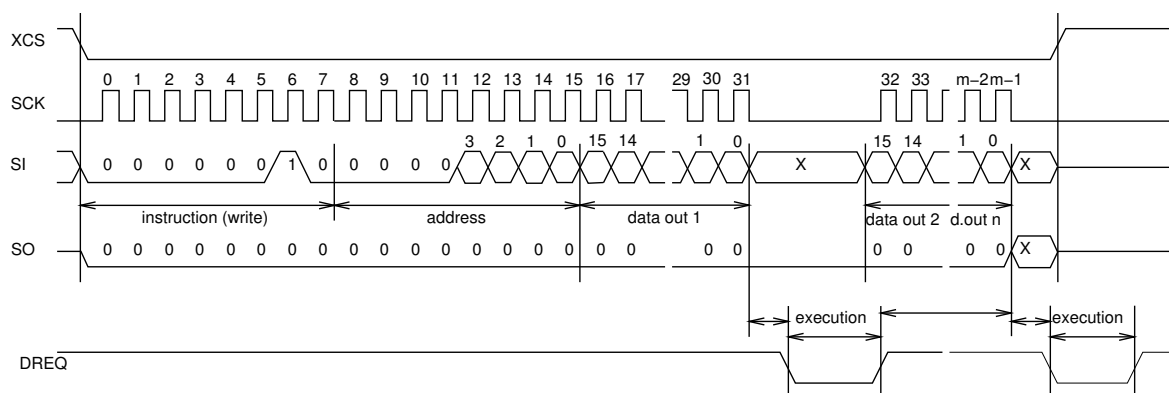 XCS
0 1 2 3 4 5 6 7 8 9 10 11 12 13 14 15 16 17 29 30 31 32 33 m−2 m−1
SCK
3 2 1 0 15 14 1 0 15 14 1 0
SI 0 0 0 0 0 0 1 0 0 0 0 0 X X
instruction (write) address data out 1 data out 2 d.out n
SO 0 0 0 0 0 0 0 0 0 0 0 0 0 0 0 0 0 0 0 0 0 0 0 0 X
execution execution
DREQ